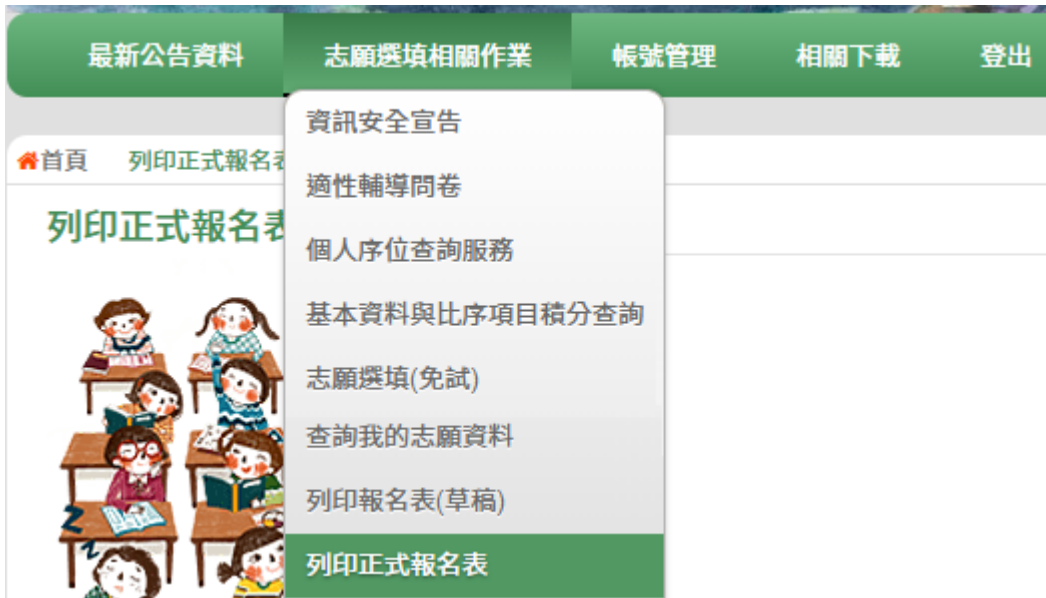 最新公告資料 志願選填相關作業 帳號管理 相關下載 登出
資訊安全宣告
首頁 列印正式報名表
適性輔導問卷
列印正式報名表
個人序位查詢服務
基本資料與比序項目積分查詢
志願選填(免試)
查詢我的志願資料
列印報名表(草稿)
列印正式報名表